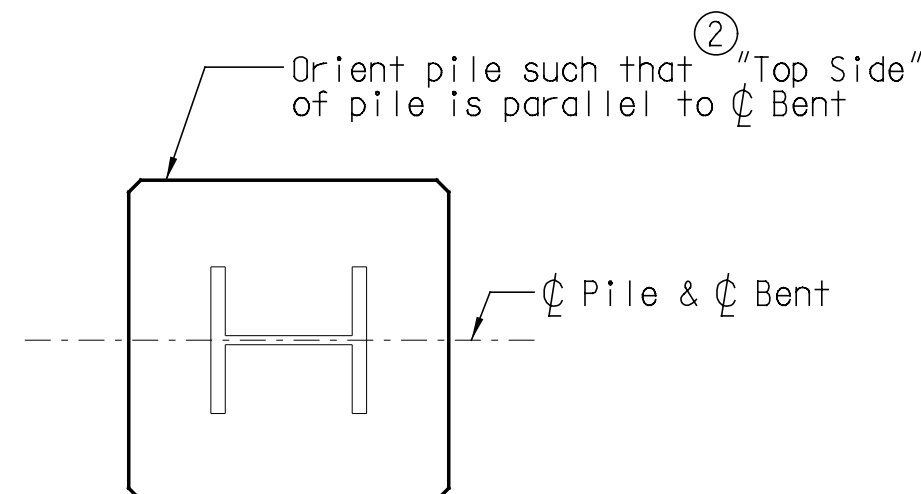 ②
Orient pile such that "Top Side"
of pile is parallel to ℄ Bent
℄ Pile & ℄ Bent